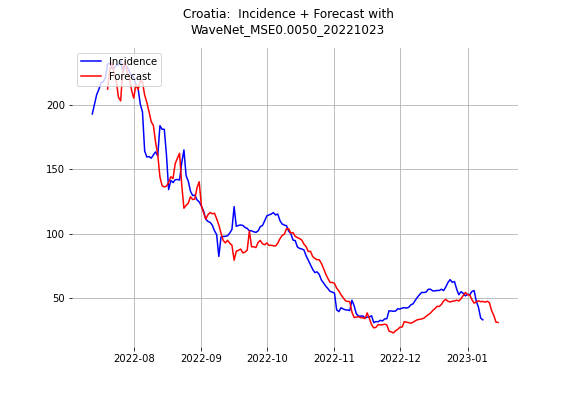 Croatia:  Incidence + Forecast with
WaveNet_MSE0.0050_20221023
Incidence
Forecast
200
150
100
50
2022-08
2022-09
2022-10
2022-11
2022-12
2023-01